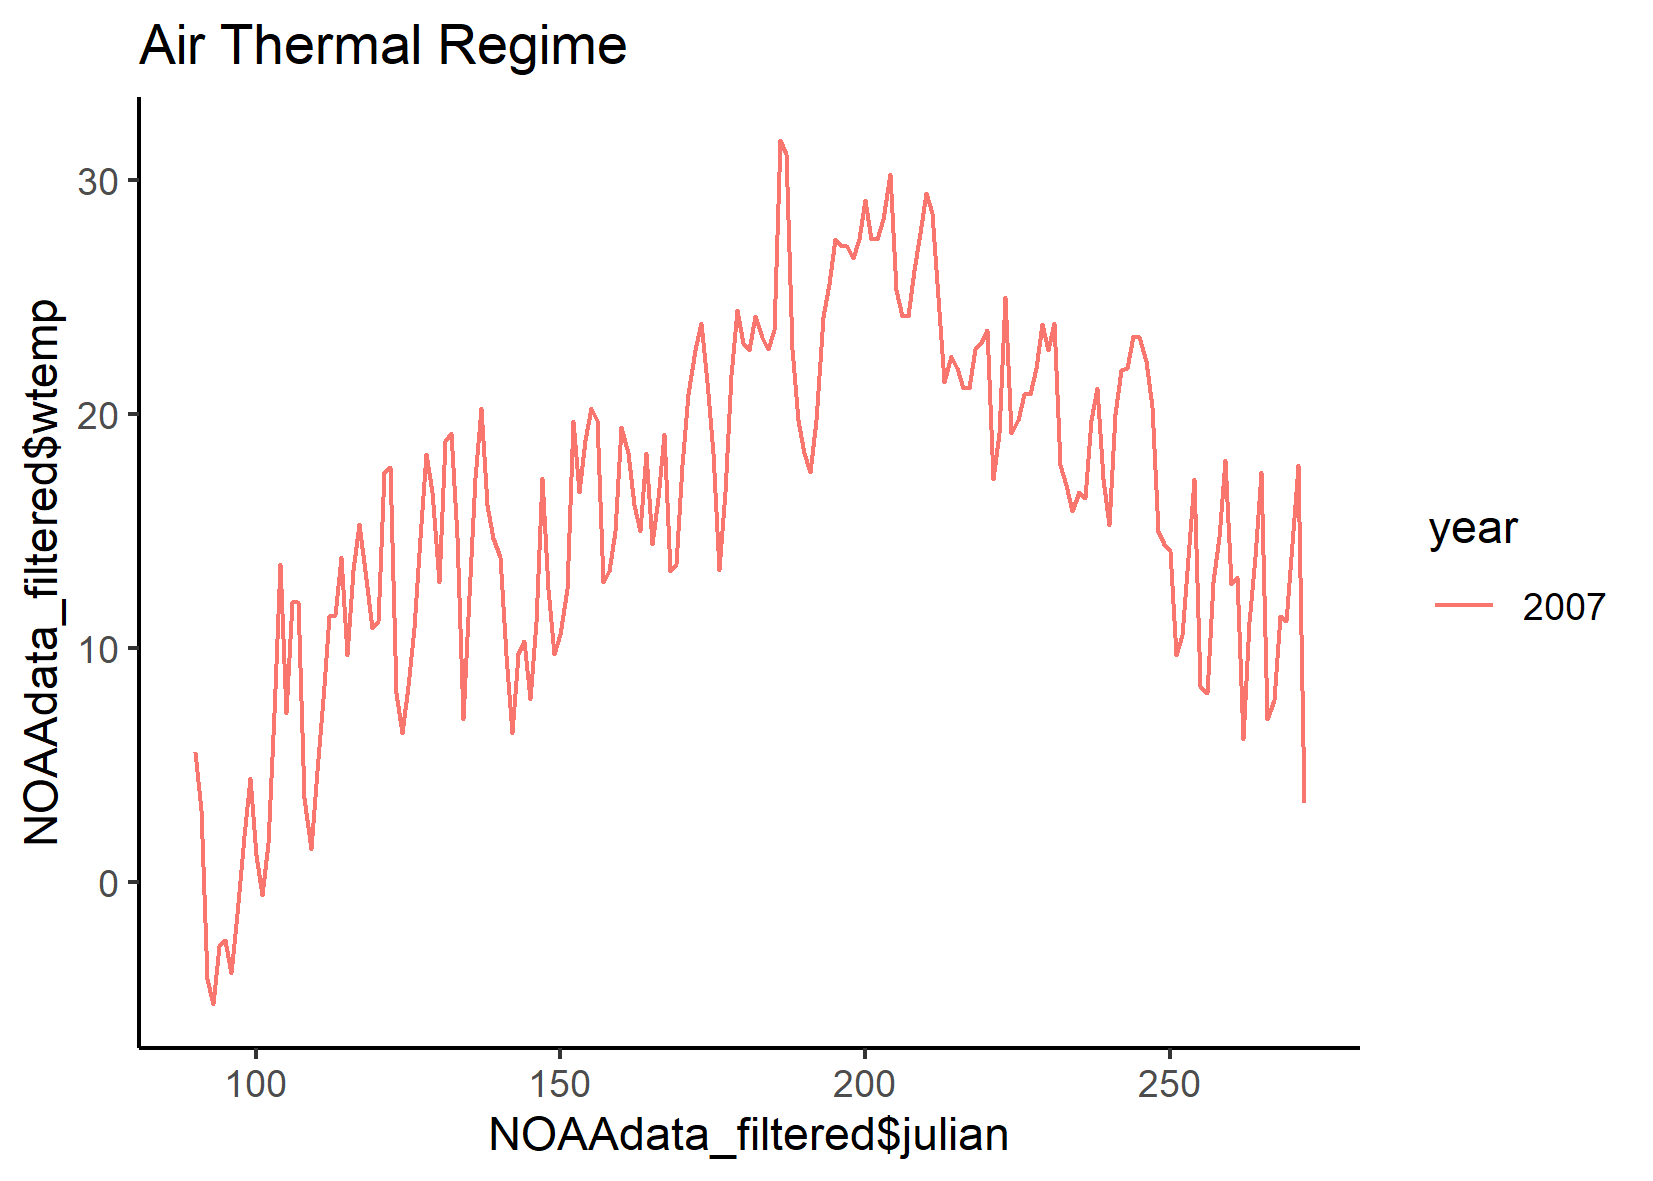 Air Thermal Regime
NOAAdata_filtered$wtemp
30
20
10
0
100 150 200 250
NOAAdata_filtered$julian
year
2007